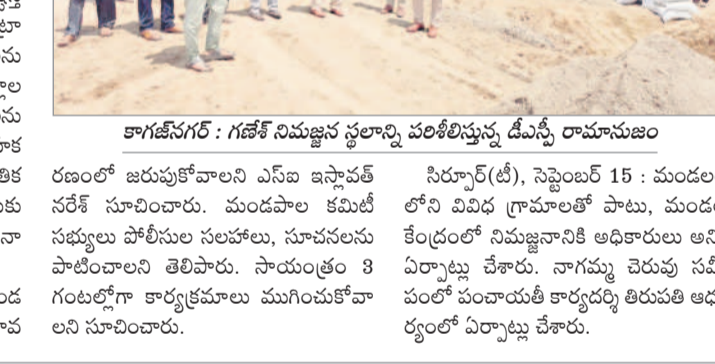 కాగజ్‌నగర్ : గణేశ్ నిమజ్జన స్థలాన్ని పరిశీలిస్తున్న డీఎస్పీ రామానుజం
రణంలో జరుపుకోవాలని ఎస్ఐ ఇస్లావత్
నరేశ్ సూచించారు. మండపాల కమిటీ
సభ్యులు పోలీసుల సలహాలు, సూచనలను
పాటించాలని తెలిపారు. సాయంత్రం 3
గంటల్లోగా కార్యక్రమాలు ముగించుకోవా
లని సూచించారు.
సిర్పూర్(టీ), సెప్టెంబర్ 15 : మండల
లోని వివిధ గ్రామాలతో పాటు,
కేంద్రంలో నిమజ్జనానికి అధికారులు
ఏర్పాట్లు చేశారు. నాగమ్మ చెరువు సమీ
పంలో పంచాయతీ కార్యదర్శి తిరుపతి ఆధ
ర్యంలో ఏర్పాట్లు చేశారు.